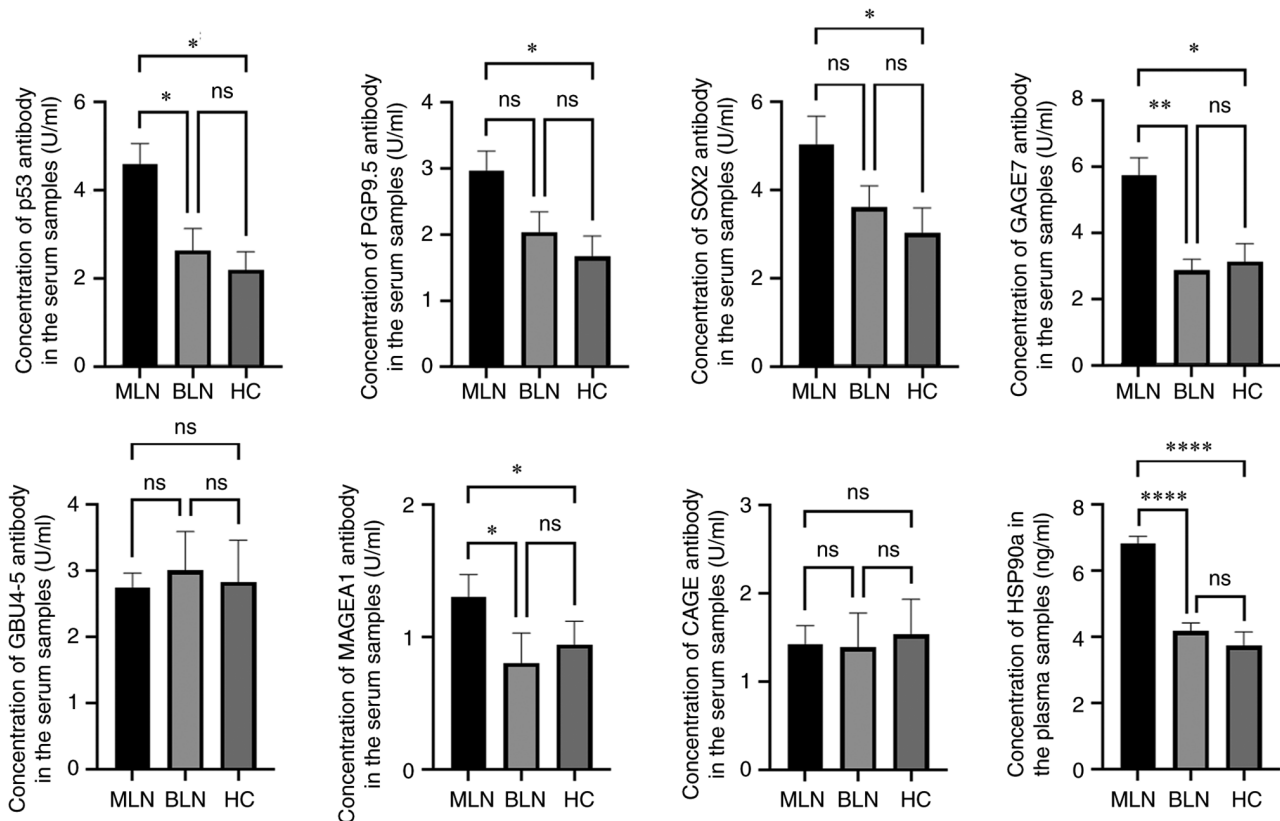 Concentration of p53 antibody
in the serum samples (U/ml)
*
*
ns
6
4
2
0
MLN BLN HC
Concentration of PGP9.5 antibody
in the serum samples (U/ml)
*
ns
ns
4
3
2
1
0
MLN BLN HC
Concentration of SOX2 antibody
in the serum samples (U/ml)
*
ns
ns
6
4
2
0
MLN BLN HC
Concentration of GAGE7 antibody
in the serum samples (U/ml)
*
**
ns
8
6
4
2
0
MLN BLN HC
Concentration of GBU4-5 antibody
in the serum samples (U/ml)
ns
ns
ns
4
3
2
1
0
MLN BLN HC
Concentration of MAGEA1 antibody
in the serum samples (U/ml)
*
*
ns
2
1
0
MLN BLN HC
Concentration of CAGE antibody
in the serum samples (U/ml)
ns
ns
ns
3
2
1
0
MLN BLN HC
Concentration of HSP90a in
the plasma samples (ng/ml)
****
****
ns
8
6
4
2
0
MLN BLN HC